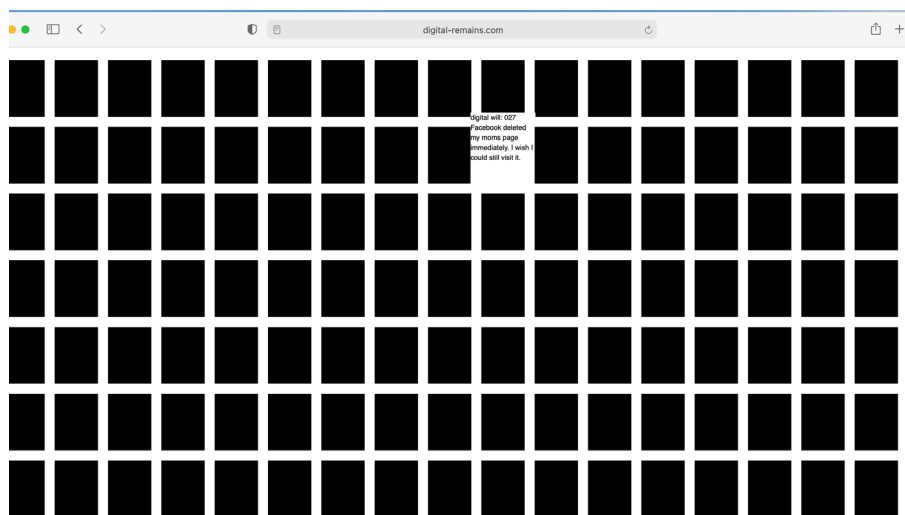 digital-remains.com
digital will: 027
Facebook deleted
my moms page
immediately. I wish I
could still visit it.